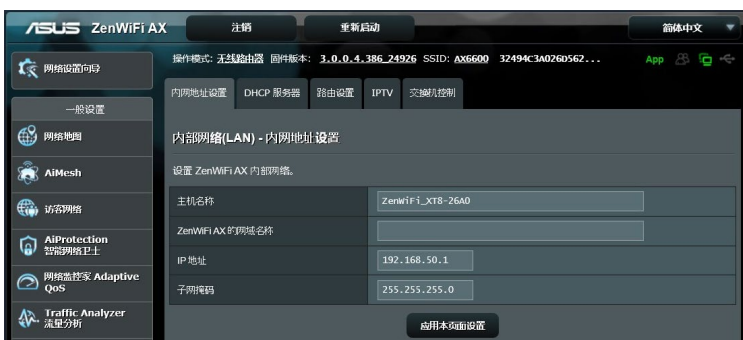 ASUS ZenWiFi AX 注销 重新启动 简体中文
操作模式: 无线路由器 固件版本: 3.0.0.4.386_24926 SSID: AX6600 32494C3A026D562... App
网络设置向导
内网地址设置 DHCP 服务器 路由设置 IPTV 交换机控制
一般设置
网络地图
AiMesh
访客网络
AiProtection
智能网络卫士
网络监控家 Adaptive
QoS
Traffic Analyzer
流量分析
内部网络(LAN) - 内网地址设置
设置 ZenWiFi AX 内部网络。
主机名称 ZenWiFi_XT8-26A0
ZenWiFi AX 的网域名称
IP 地址 192.168.50.1
子网掩码 255.255.255.0
应用本页面设置